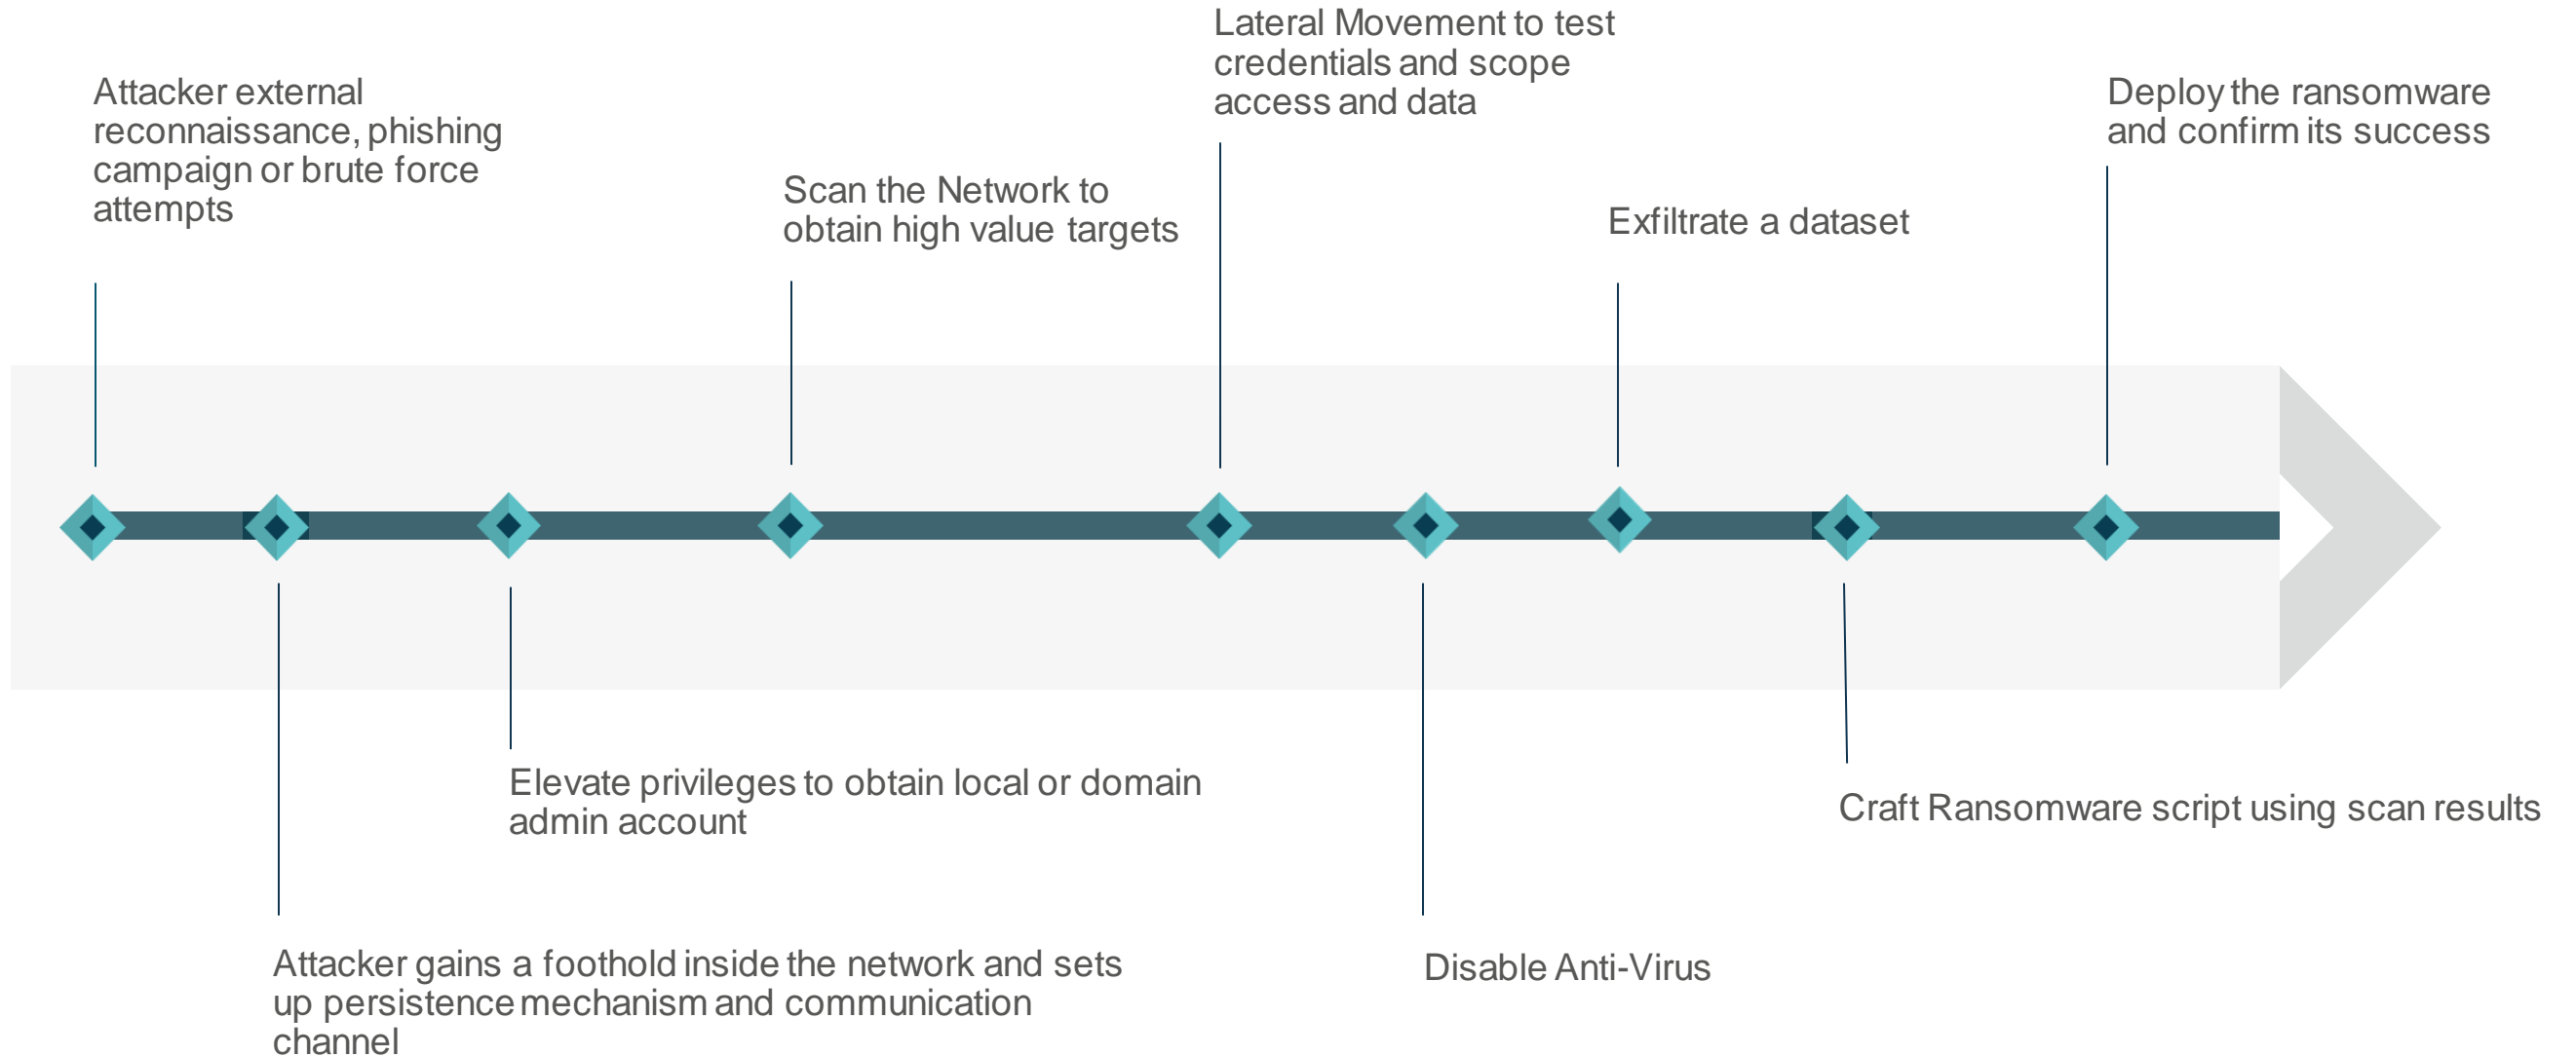 Attacker external
reconnaissance, phishing
campaign or brute force
attempts
Attacker gains a foothold inside the network and sets
up persistence mechanism and communication
channel
Elevate privileges to obtain local or domain
admin account
Scan the Network to
obtain high value targets
Lateral Movement to test
credentials and scope
access and data
Disable Anti-Virus
Exfiltrate a dataset
Craft Ransomware script using scan results
Deploy the ransomware
and confirm its success